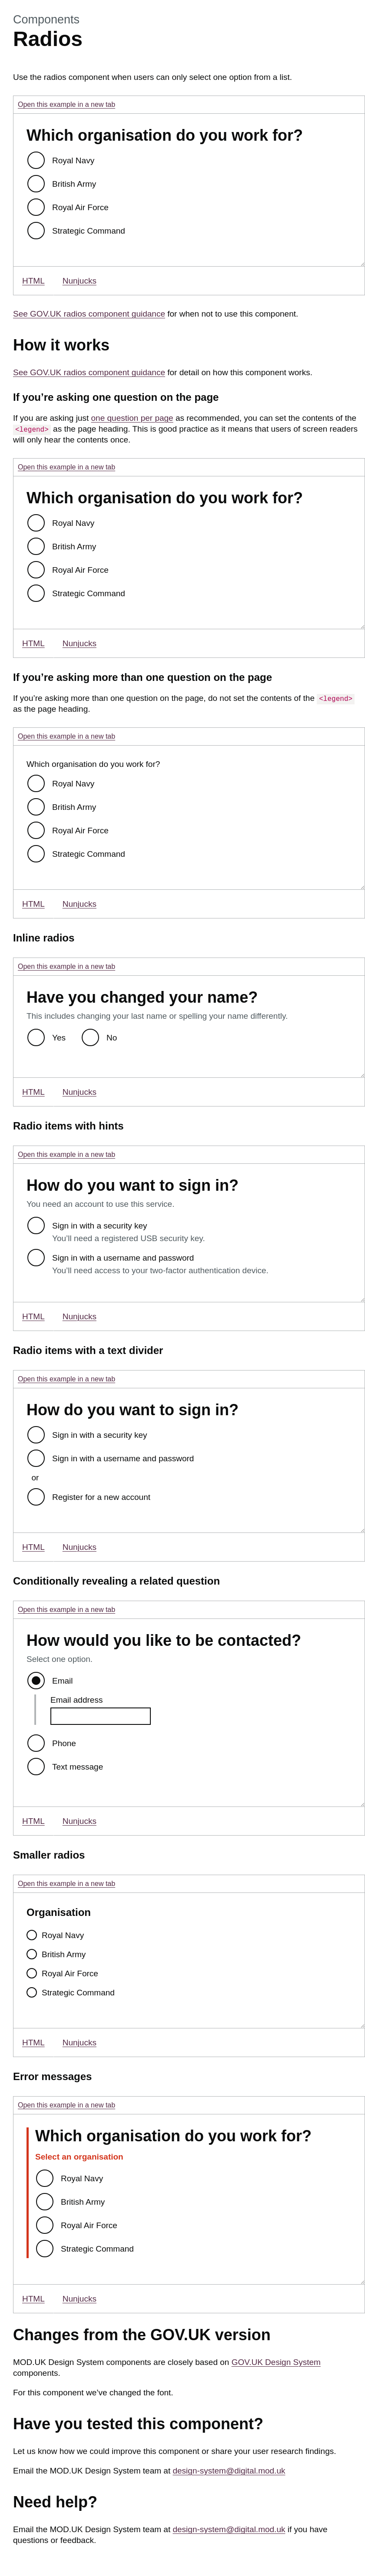 Components
Radios
Use the radios component when users can only select one option from a list.
Open this example in a new tab
Which organisation do you work for?
Royal Navy
British Army
Royal Air Force
Strategic Command
HTML Nunjucks
See GOV.UK radios component guidance for when not to use this component.
How it works
See GOV.UK radios component guidance for detail on how this component works.
If you’re asking one question on the page
If you are asking just one question per page as recommended, you can set the contents of the
<legend> as the page heading. This is good practice as it means that users of screen readers
will only hear the contents once.
Open this example in a new tab
Which organisation do you work for?
Royal Navy
British Army
Royal Air Force
Strategic Command
HTML Nunjucks
If you’re asking more than one question on the page
If you’re asking more than one question on the page, do not set the contents of the <legend>
as the page heading.
Open this example in a new tab
Which organisation do you work for?
Royal Navy
British Army
Royal Air Force
Strategic Command
HTML Nunjucks
Inline radios
Open this example in a new tab
Have you changed your name?
This includes changing your last name or spelling your name differently.
Yes No
HTML Nunjucks
Radio items with hints
Open this example in a new tab
How do you want to sign in?
You need an account to use this service.
Sign in with a security key
You’ll need a registered USB security key.
Sign in with a username and password
You’ll need access to your two-factor authentication device.
HTML Nunjucks
Radio items with a text divider
Open this example in a new tab
How do you want to sign in?
Sign in with a security key
Sign in with a username and password
or
Register for a new account
HTML Nunjucks
Conditionally revealing a related question
Open this example in a new tab
How would you like to be contacted?
Select one option.
Email
Email address
Phone
Text message
HTML Nunjucks
Smaller radios
Open this example in a new tab
Organisation
Royal Navy
British Army
Royal Air Force
Strategic Command
HTML Nunjucks
Error messages
Open this example in a new tab
Which organisation do you work for?
Select an organisation
Royal Navy
British Army
Royal Air Force
Strategic Command
HTML Nunjucks
Changes from the GOV.UK version
MOD.UK Design System components are closely based on GOV.UK Design System
components.
For this component we’ve changed the font.
Have you tested this component?
Let us know how we could improve this component or share your user research findings.
Email the MOD.UK Design System team at design-system@digital.mod.uk
Need help?
Email the MOD.UK Design System team at design-system@digital.mod.uk if you have
questions or feedback.